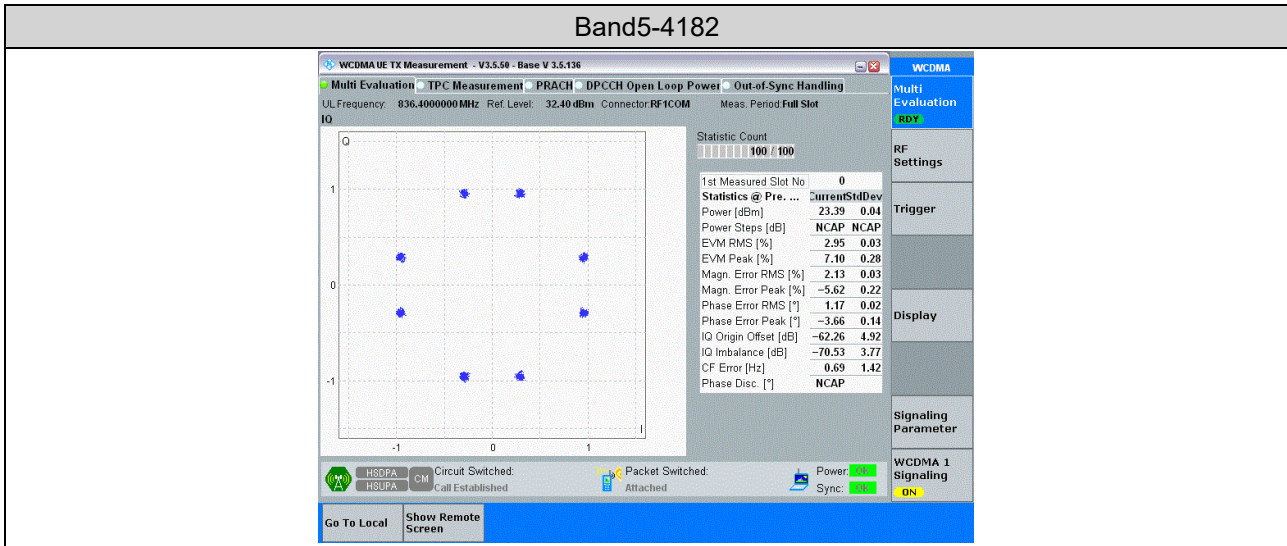 Band5-4182
WCDMA UE TX Measurement - V3.5.50 - Base V 3.5.136
WCDMA
Multi Evaluation TPC Measurement PRACH DPCCH Open Loop Power Out-of-Sync Handling
UL Frequency: 836.4000000 MHz Ref. Level: 32.40 dBm Connector:RF1COM Meas. Period:Full Slot
IQ
Q
1
0
-1
-1 0 1
I
Statistic Count
100 / 100
1st Measured Slot No 0
Statistics @ Pre. ... Current StdDev
Power [dBm] 23.39 0.04
Power Steps [dB] NCAP NCAP
EVM RMS [%] 2.95 0.03
EVM Peak [%] 7.10 0.28
Magn. Error RMS [%] 2.13 0.03
Magn. Error Peak [%] -5.62 0.22
Phase Error RMS [°] 1.17 0.02
Phase Error Peak [°] -3.66 0.14
IQ Origin Offset [dB] -62.26 4.92
IQ Imbalance [dB] -70.53 3.77
CF Error [Hz] 0.69 1.42
Phase Disc. [°] NCAP
Multi
Evaluation
RDY
RF
Settings
Trigger
Display
Signaling
Parameter
WCDMA 1
Signaling
ON
HSDPA
HSUPA
CM
Circuit Switched:
Call Established
Packet Switched:
Attached
Power:
Sync:
Go To Local
Show Remote
Screen